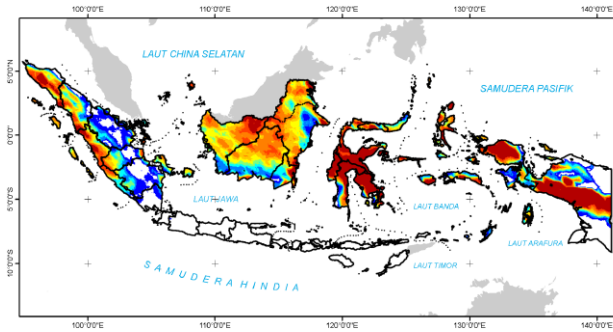 100°0'0"E 110°0'0"E 120°0'0"E 130°0'0"E 140°0'0"E
LAUT CHINA SELATAN
SAMUDERA PASIFIK
5°0'0"N
0°0'0"
5°0'0"S
10°0'0"S
LAUT JAWA
LAUT BANDA
LAUT ARAFURA
LAUT TIMOR
SAMUDERA HINDIA
100°0'0"E 110°0'0"E 120°0'0"E 130°0'0"E 140°0'0"E